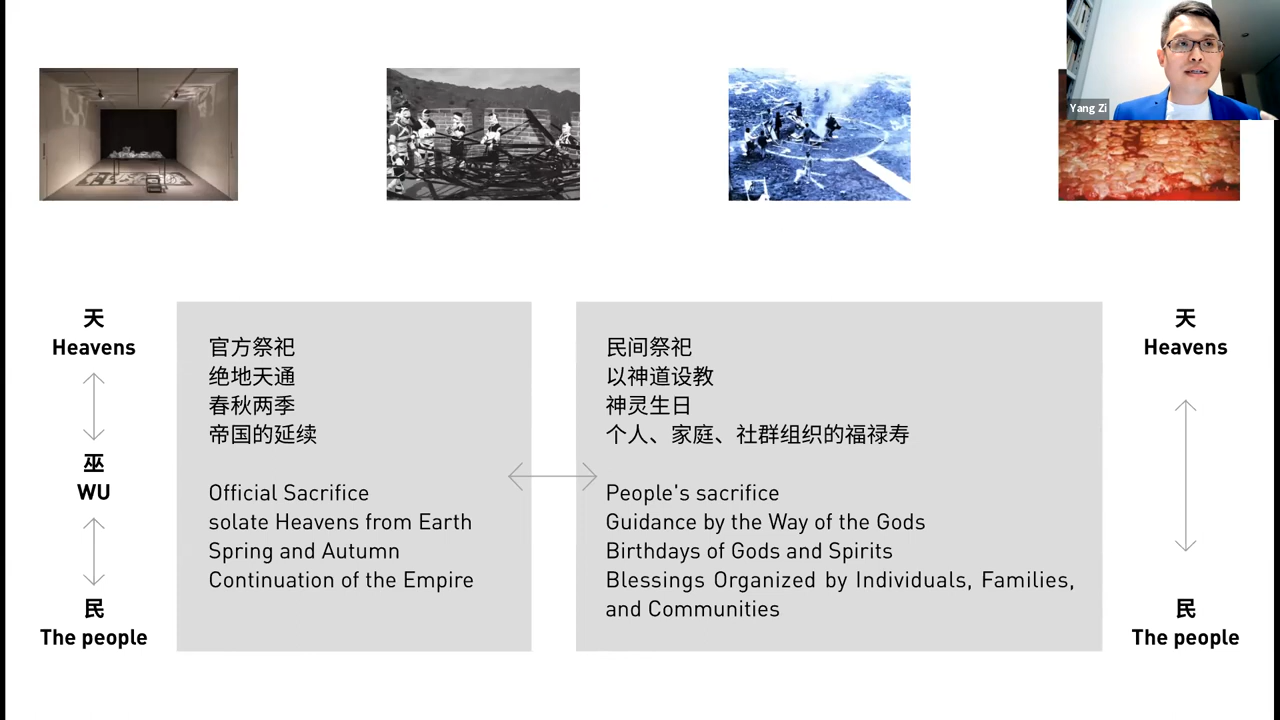 Yang Zi
天
Heavens
巫
WU
民
The people
官方祭祀
绝地天通
春秋两季
帝国的延续
Official Sacrifice
solate Heavens from Earth
Spring and Autumn
Continuation of the Empire
民间祭祀
以神道设教
神灵生日
个人、家庭、社群组织的福禄寿
People's sacrifice
Guidance by the Way of the Gods
Birthdays of Gods and Spirits
Blessings Organized by Individuals, Families,
and Communities
天
Heavens
民
The people